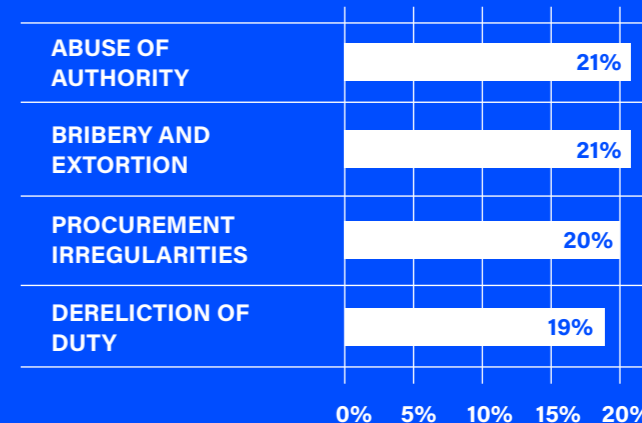 ABUSE OF
AUTHORITY
21%
BRIBERY AND
EXTORTION
21%
PROCUREMENT
IRREGULARITIES
20%
DERELICTION OF
DUTY
19%
0% 5% 10% 15% 20%